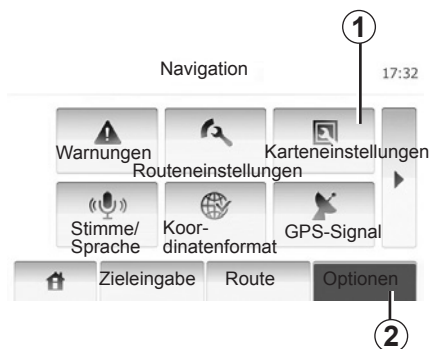 1
Navigation
17:32
Warnungen
Routeneinstellungen
Karteneinstellungen
Stimme/
Sprache
Koor-
dinatenformat
GPS-Signal
Zieleingabe
Route
Optionen
2